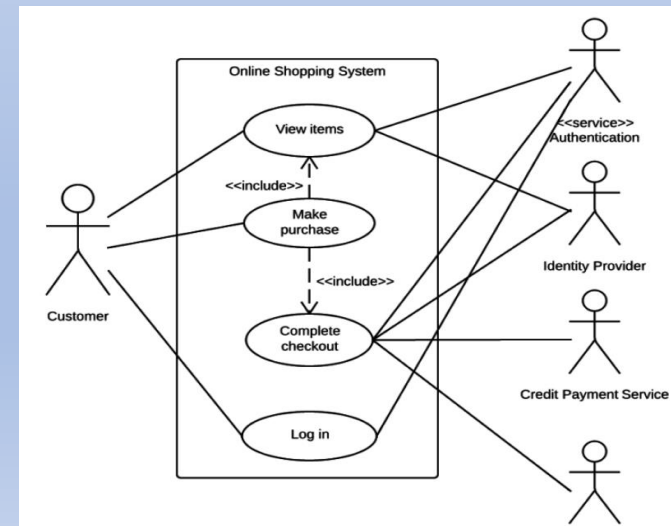 Online Shopping System
View items
<<include>>
Make
purchase
<<include>>
Complete
checkout
Log in
Customer
<<service>>
Authentication
Identity Provider
Credit Payment Service